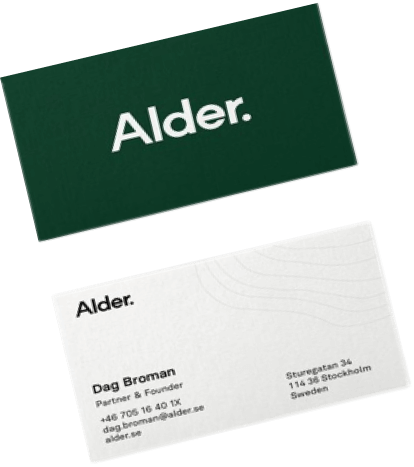 Alder.
Alder.
Dag Broman
Partner & Founder
+46 705 16 40 1X
dag.broman@alder.se
alder.se
Sturegatan 34
114 36 Stockholm
Sweden